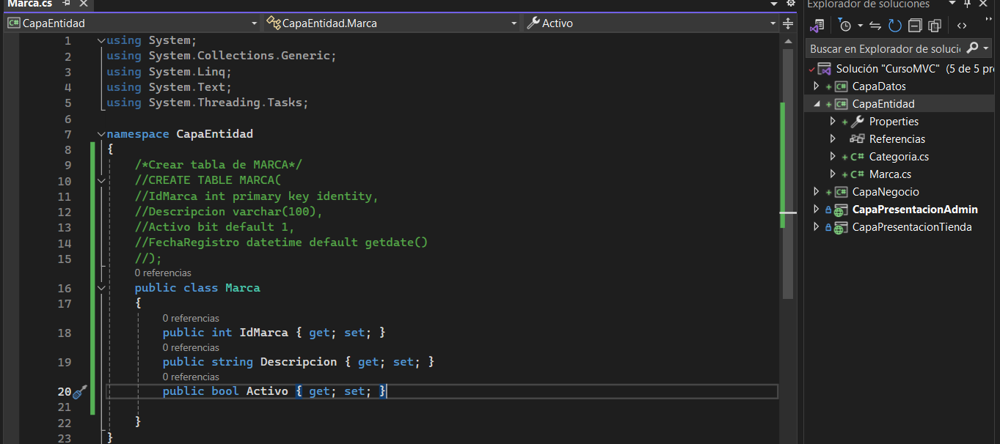 Marca.cs
Explorador de soluciones
CapaEntidad
CapaEntidad.Marca
Activo
Buscar en Explorador de soluci
Solución "CursoMVC" (5 de 5 pr
CapaDatos
CapaEntidad
Properties
Referencias
C# Categoria.cs
C# Marca.cs
CapaNegocio
CapaPresentacionAdmin
CapaPresentacionTienda
1 using System;
2 using System.Collections.Generic;
3 using System.Linq;
4 using System.Text;
5 using System.Threading.Tasks;
6
7 namespace CapaEntidad
8 {
9 /*Crear tabla de MARCA*/
10 //CREATE TABLE MARCA(
11 //IdMarca int primary key identity,
12 //Descripcion varchar(100),
13 //Activo bit default 1,
14 //FechaRegistro datetime default getdate()
15 //);
0 referencias
16 public class Marca
17 {
0 referencias
18 public int IdMarca { get; set; }
0 referencias
19 public string Descripcion { get; set; }
0 referencias
20 public bool Activo { get; set; }
21
22 }
23 }